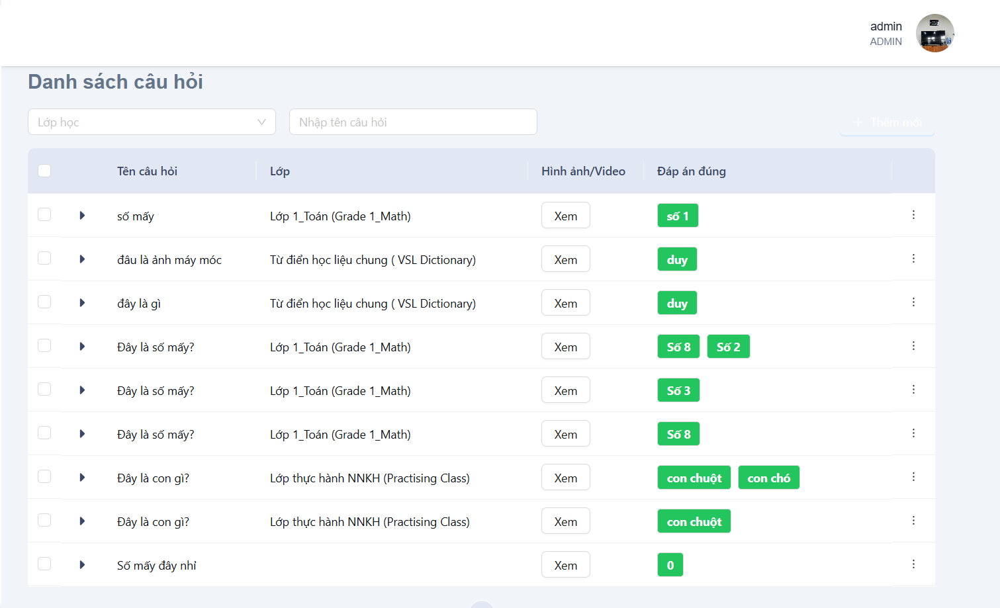 admin
ADMIN
Danh sách câu hỏi
Lớp học
Nhập tên câu hỏi
Thêm mới
Tên câu hỏi Lớp Hình ảnh/Video Đáp án đúng
số mấy Lớp 1_Toán (Grade 1_Math) Xem số 1
đâu là ảnh máy móc Từ điển học liệu chung ( VSL Dictionary) Xem duy
đây là gì Từ điển học liệu chung ( VSL Dictionary) Xem duy
Đây là số mấy? Lớp 1_Toán (Grade 1_Math) Xem Số 8 Số 2
Đây là số mấy? Lớp 1_Toán (Grade 1_Math) Xem Số 3
Đây là số mấy? Lớp 1_Toán (Grade 1_Math) Xem Số 8
Đây là con gì? Lớp thực hành NNKH (Practising Class) Xem con chuột con chó
Đây là con gì? Lớp thực hành NNKH (Practising Class) Xem con chuột
Số mấy đây nhỉ Xem 0